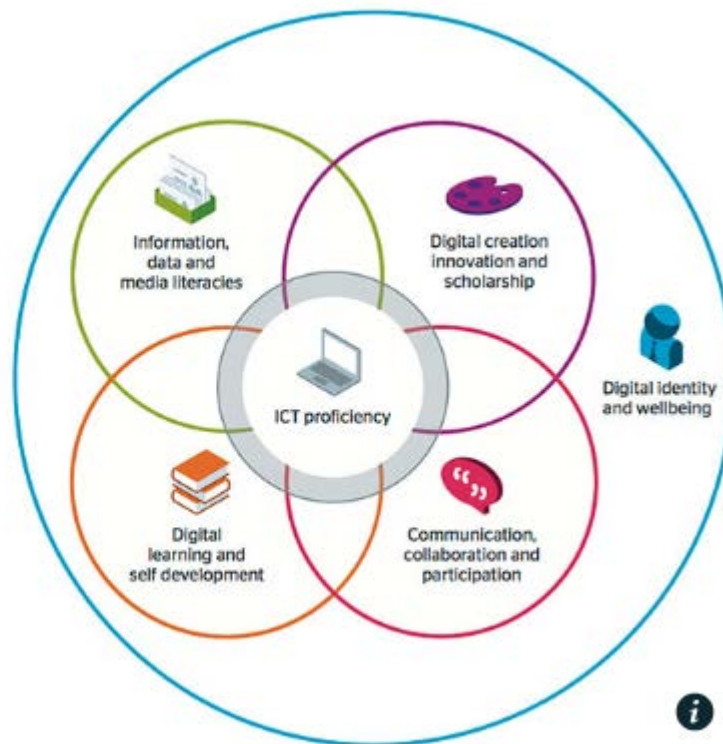 Information,
data and
media literacies
Digital creation
innovation and
scholarship
ICT proficiency
Digital identity
and wellbeing
Digital
learning and
self development
Communication,
collaboration and
participation
i